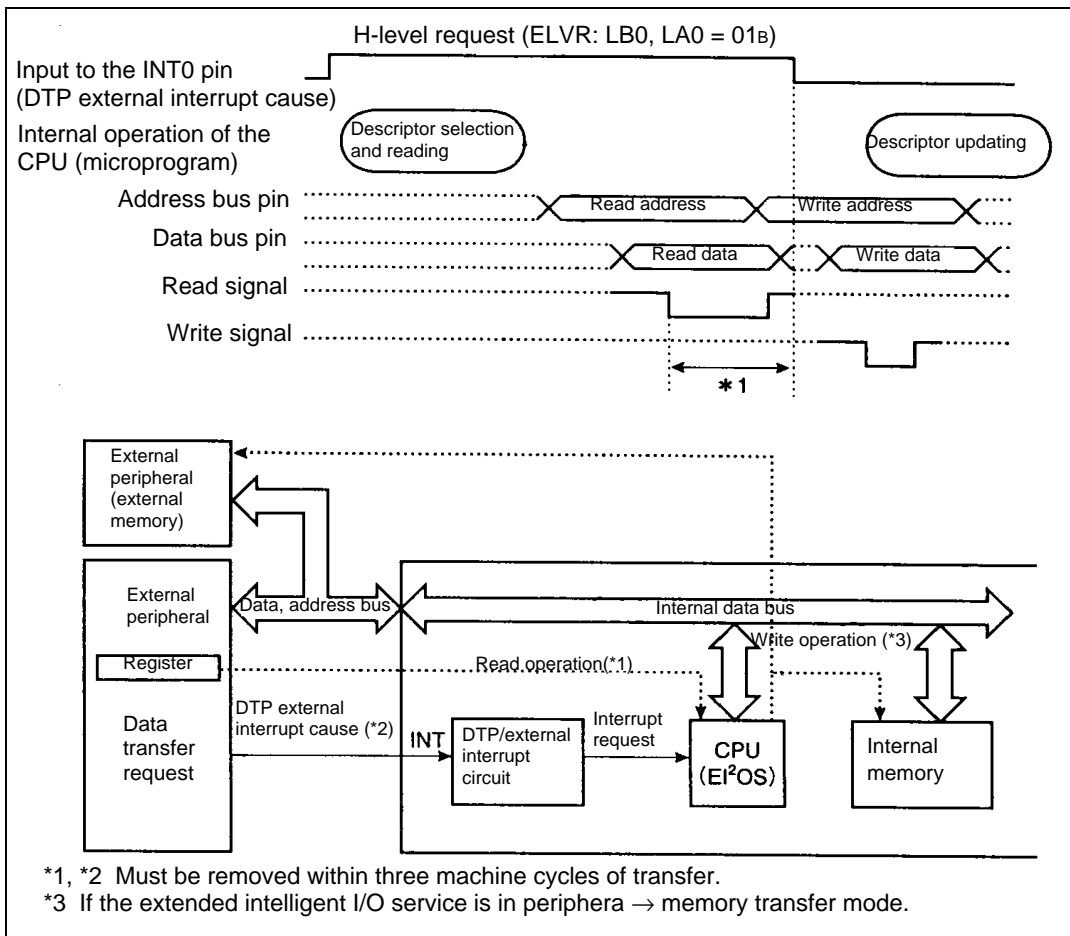 H-level request (ELVR: LB0, LA0 = 01B)
Input to the INT0 pin
(DTP external interrupt cause)
Internal operation of the
CPU (microprogram)
Descriptor selection
and reading
Descriptor updating
Address bus pin
Read address
Write address
Data bus pin
Read data
Write data
Read signal
Write signal
*1
External
peripheral
(external
memory)
External
peripheral
Data, address bus
Internal data bus
Write operation (*3)
Register
Read operation(*1)
DTP external
interrupt cause (*2)
Data
transfer
request
INT
DTP/external
interrupt
circuit
Interrupt
request
CPU
(EI²OS)
Internal
memory
*1, *2 Must be removed within three machine cycles of transfer.
*3 If the extended intelligent I/O service is in periphera → memory transfer mode.